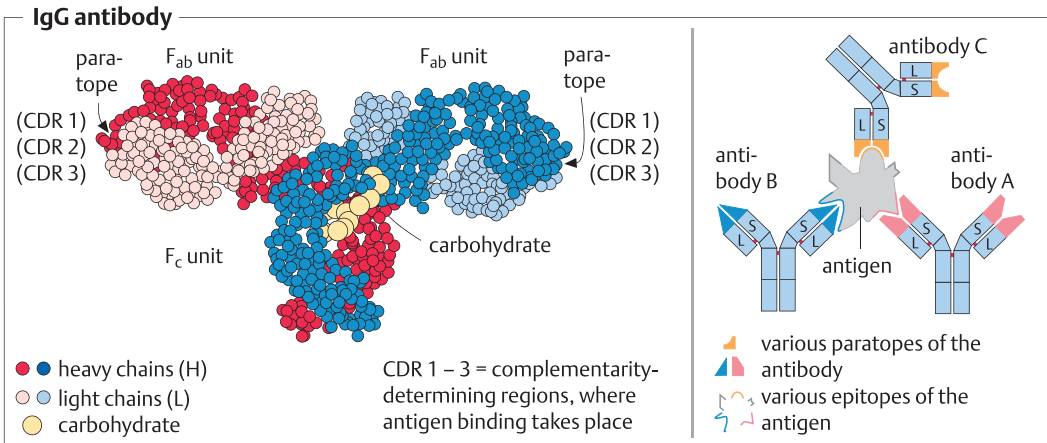 IgG antibody
para-
tope
Fab unit
Fab unit
para-
tope
(CDR 1)
(CDR 2)
(CDR 3)
(CDR 1)
(CDR 2)
(CDR 3)
carbohydrate
Fc unit
heavy chains (H)
light chains (L)
carbohydrate
CDR 1 – 3 = complementarity-
determining regions, where
antigen binding takes place
antibody C
L
S
L
S
anti-
body B
anti-
body A
S
L
S
L
S
L
S
L
antigen
various paratopes of the
antibody
various epitopes of the
antigen